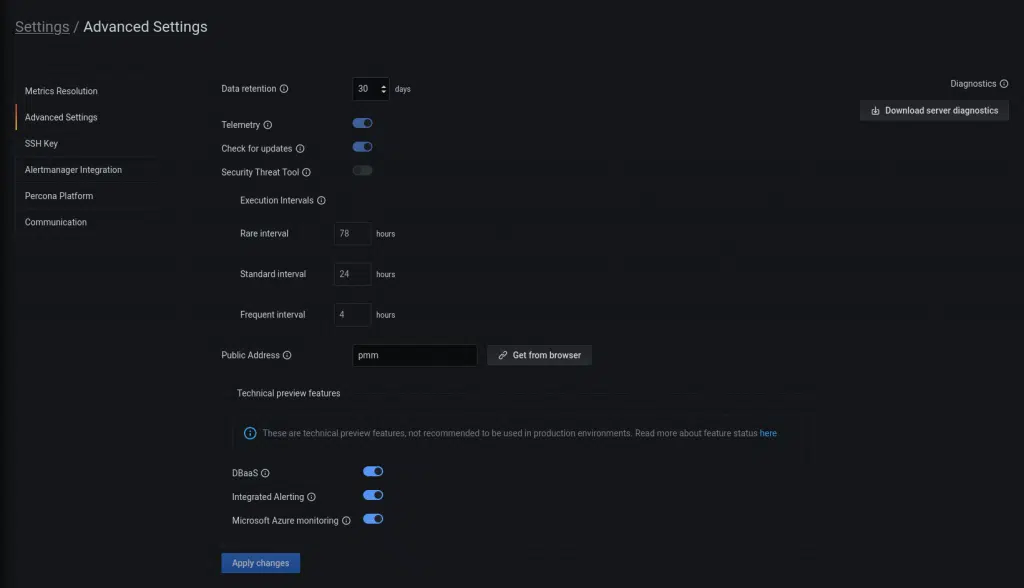 Settings / Advanced Settings
Metrics Resolution
Advanced Settings
SSH Key
Alertmanager Integration
Percona Platform
Communication
Data retention 30 days
Telemetry
Check for updates
Security Threat Tool
Execution Intervals
Rare interval 78 hours
Standard interval 24 hours
Frequent interval 4 hours
Public Address pmm Get from browser
Technical preview features
These are technical preview features, not recommended to be used in production environments. Read more about feature status here
DBaaS
Integrated Alerting
Microsoft Azure monitoring
Apply changes
Diagnostics
Download server diagnostics